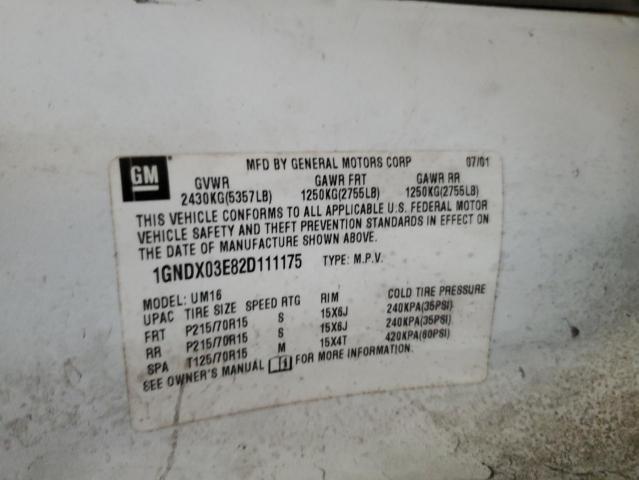 GM MFD BY GENERAL MOTORS CORP 07/01
GVWR GAWR FRT GAWR RR
2430KG(5357LB) 1250KG(2755LB) 1250KG(2755LB)
THIS VEHICLE CONFORMS TO ALL APPLICABLE U.S. FEDERAL MOTOR
VEHICLE SAFETY AND THEFT PREVENTION STANDARDS IN EFFECT ON
THE DATE OF MANUFACTURE SHOWN ABOVE.
1GNDX03E82D111175 TYPE: M.P.V.
MODEL: UM16
UPAC TIRE SIZE SPEED RTG RIM COLD TIRE PRESSURE
FRT P215/70R15 S 15X6J 240KPA(35PSI)
RR P215/70R15 S 15X6J 240KPA(35PSI)
SPA T125/70R15 M 15X4T 420KPA(60PSI)
SEE OWNER'S MANUAL i FOR MORE INFORMATION.